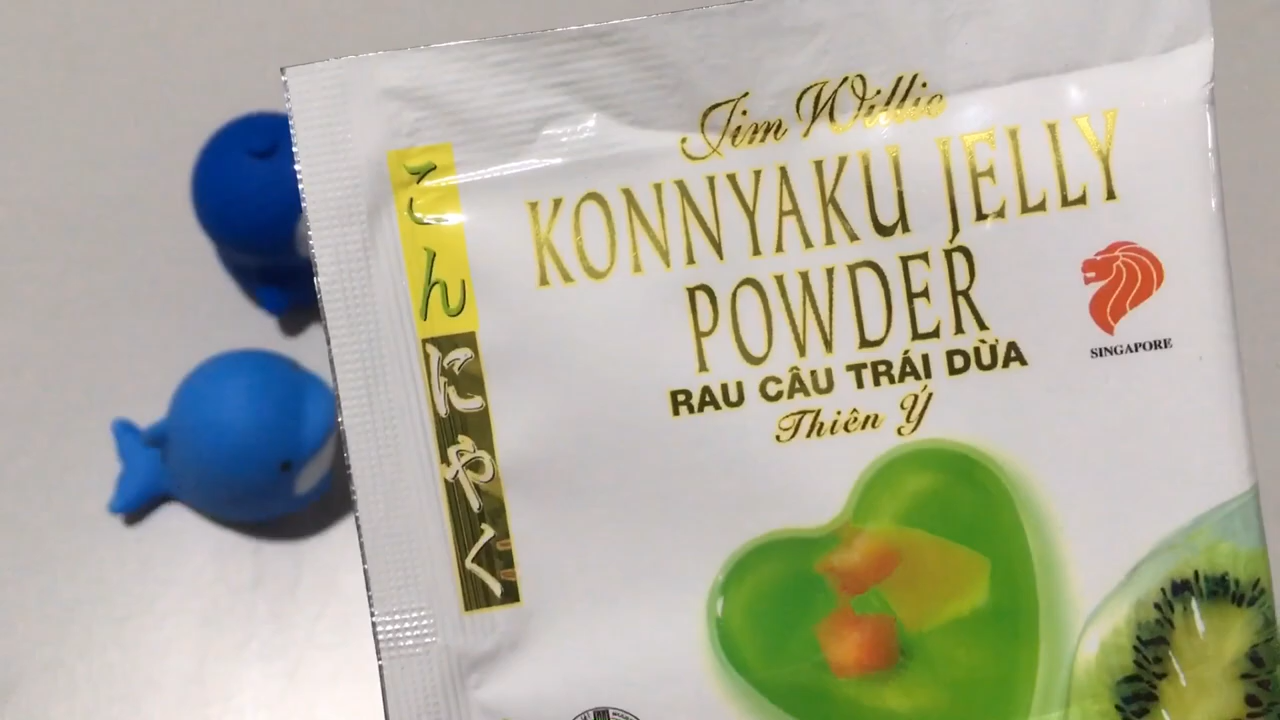 Jim Willie
KONNYAKU JELLY
POWDER
RAU CÂU TRÁI DỪA
Thiên Ý
SINGAPORE
こんにゃく